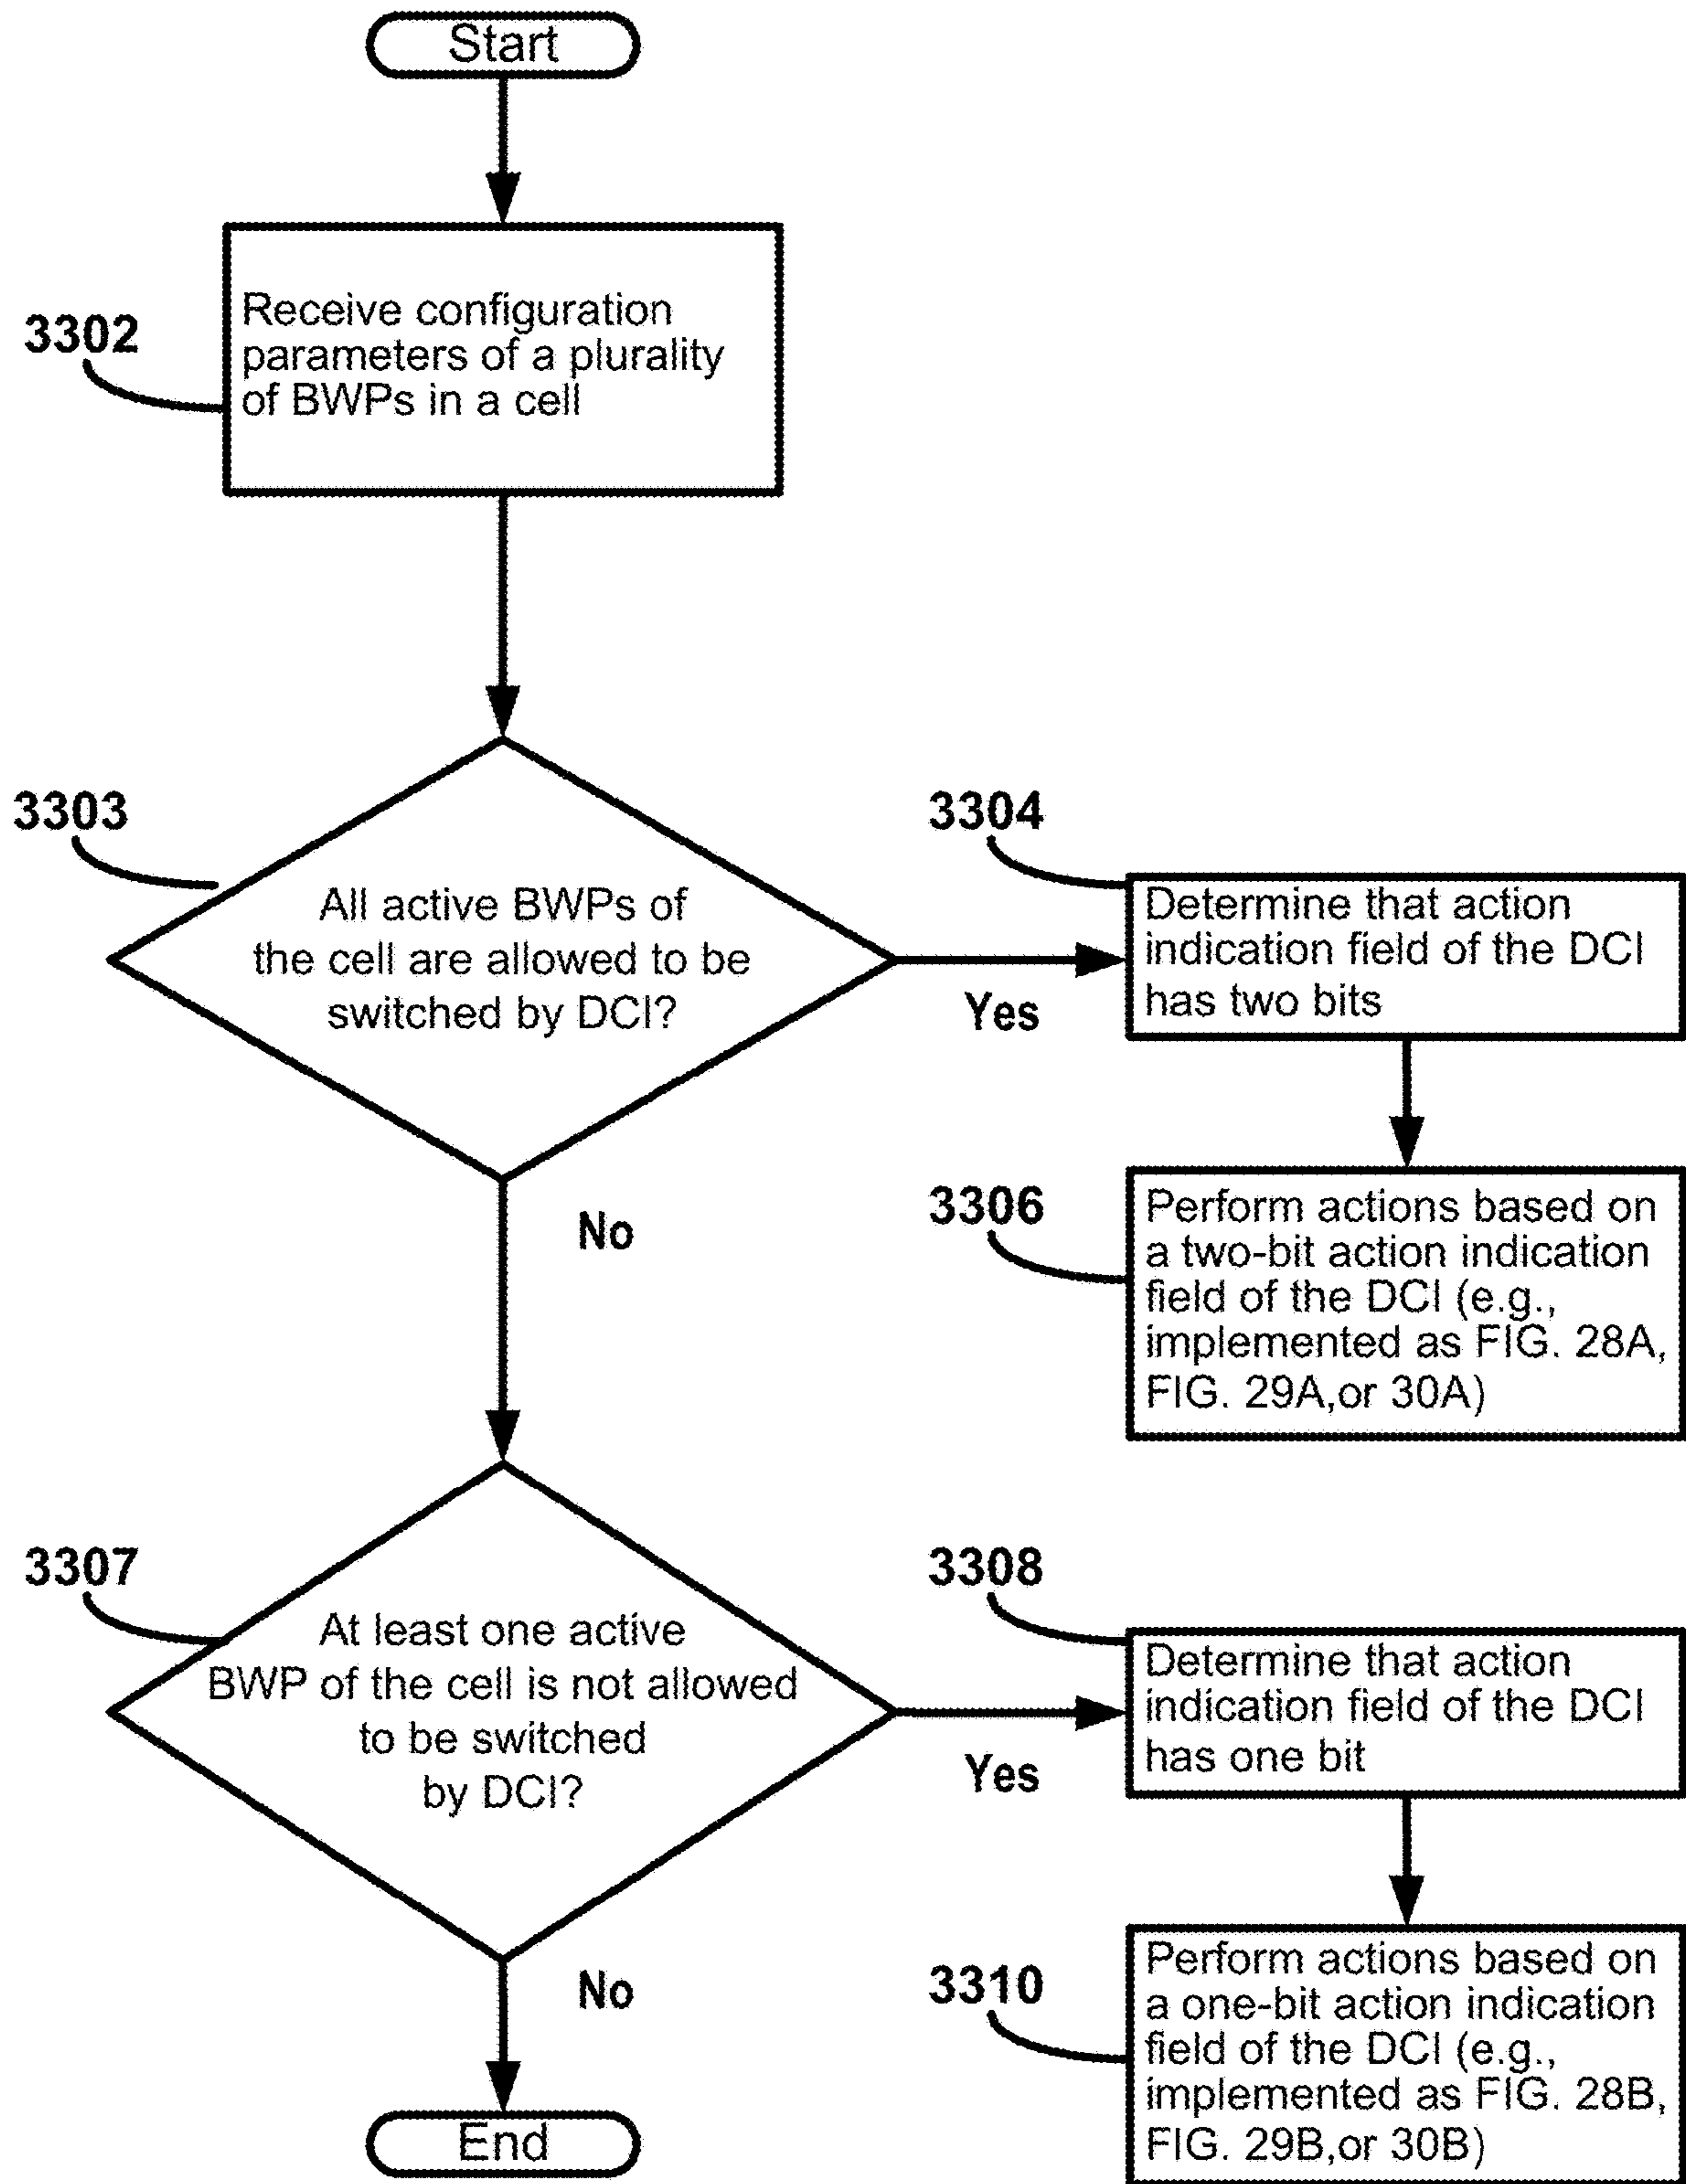 Start
3302
Receive configuration
parameters of a plurality
of BWPs in a cell
3303
All active BWPs of
the cell are allowed to be
switched by DCI?
Yes
No
3304
Determine that action
indication field of the DCI
has two bits
3306
Perform actions based on
a two-bit action indication
field of the DCI (e.g.,
implemented as FIG. 28A,
FIG. 29A,or 30A)
3307
At least one active
BWP of the cell is not allowed
to be switched
by DCI?
Yes
No
3308
Determine that action
indication field of the DCI
has one bit
3310
Perform actions based on
a one-bit action indication
field of the DCI (e.g.,
implemented as FIG. 28B,
FIG. 29B,or 30B)
End